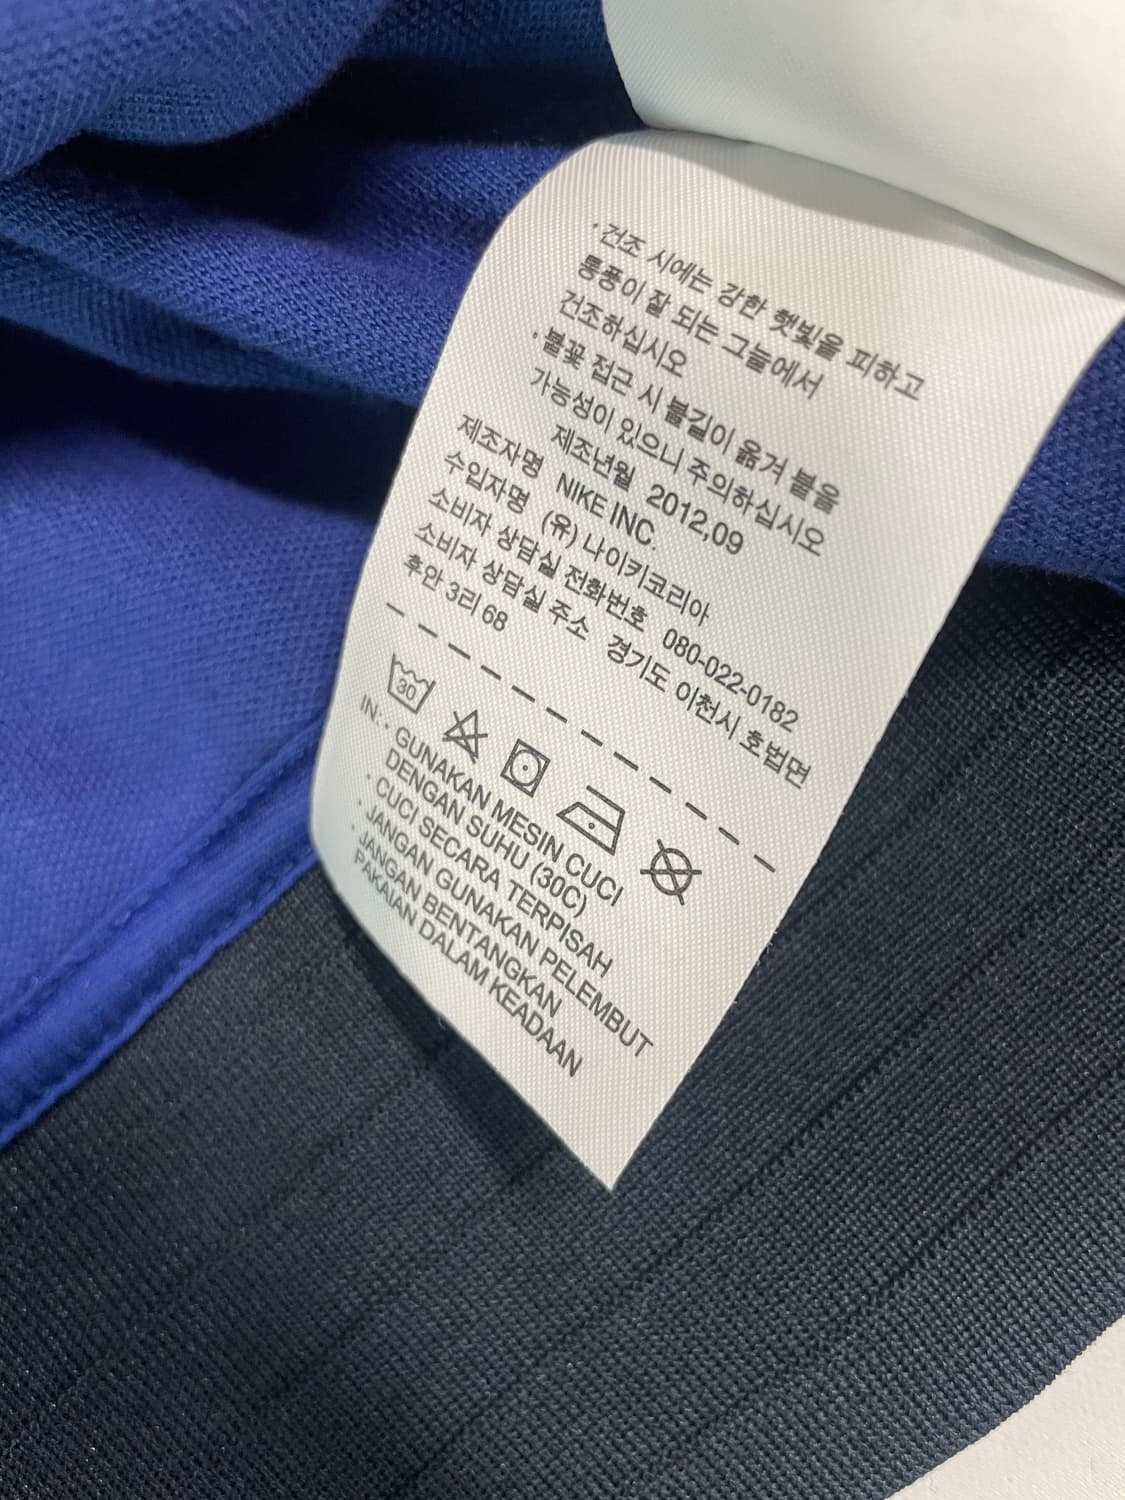 · 건조 시에는 강한 햇빛을 피하고
통풍이 잘 되는 그늘에서
건조하십시오
· 불꽃 접근 시 불길이 옮겨 붙을
가능성이 있으니 주의하십시오
제조년월 2012,09
제조자명 NIKE INC.
수입자명 (유) 나이키코리아
소비자 상담실 전화번호 080-022-0182
소비자 상담실 주소 경기도 이천시 호법면
후안 3리 68
30
IN: · GUNAKAN MESIN CUCI
DENGAN SUHU (30C)
· CUCI SECARA TERPISAH
· JANGAN GUNAKAN PELEMBUT
· JANGAN BENTANGKAN
PAKAIAN DALAM KEADAAN